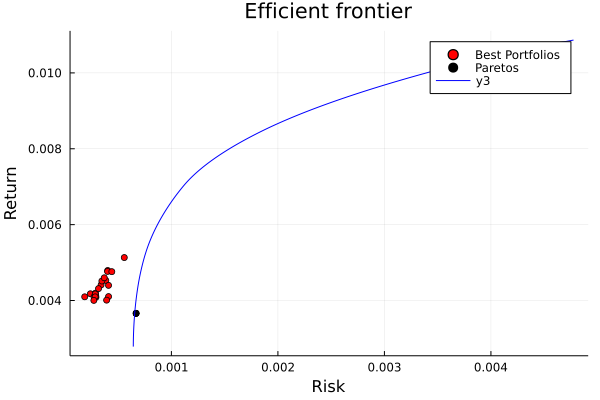 Efficient frontier
Best Portfolios
Paretos
y3
0.010
0.008
0.006
0.004
Return
0.001
0.002
0.003
0.004
Risk